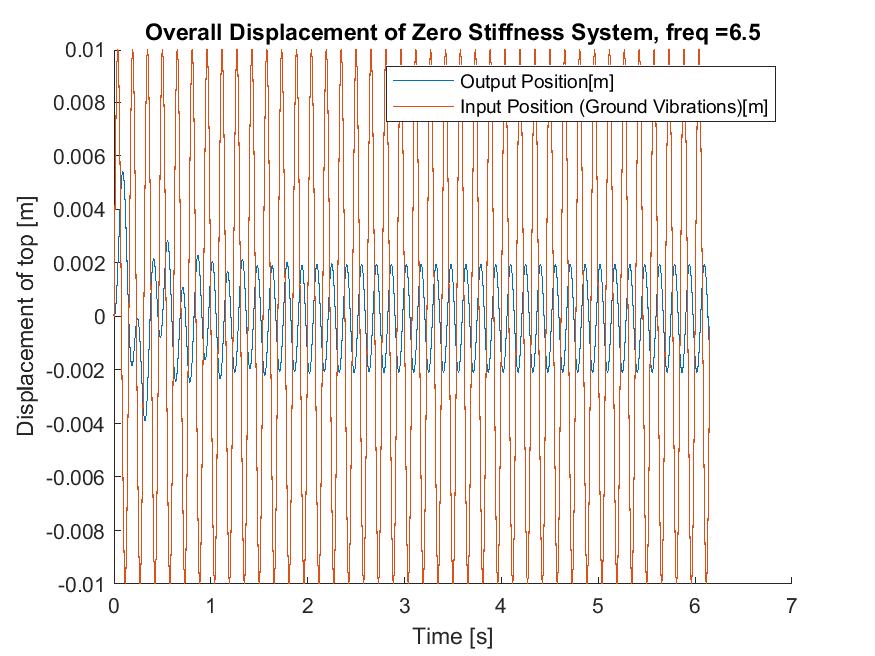 Overall Displacement of Zero Stiffness System, freq =6.5
0.01
0.008
0.006
0.004
0.002
0
-0.002
-0.004
-0.006
-0.008
-0.01
Displacement of top [m]
Output Position[m]
Input Position (Ground Vibrations)[m]
0 1 2 3 4 5 6 7
Time [s]